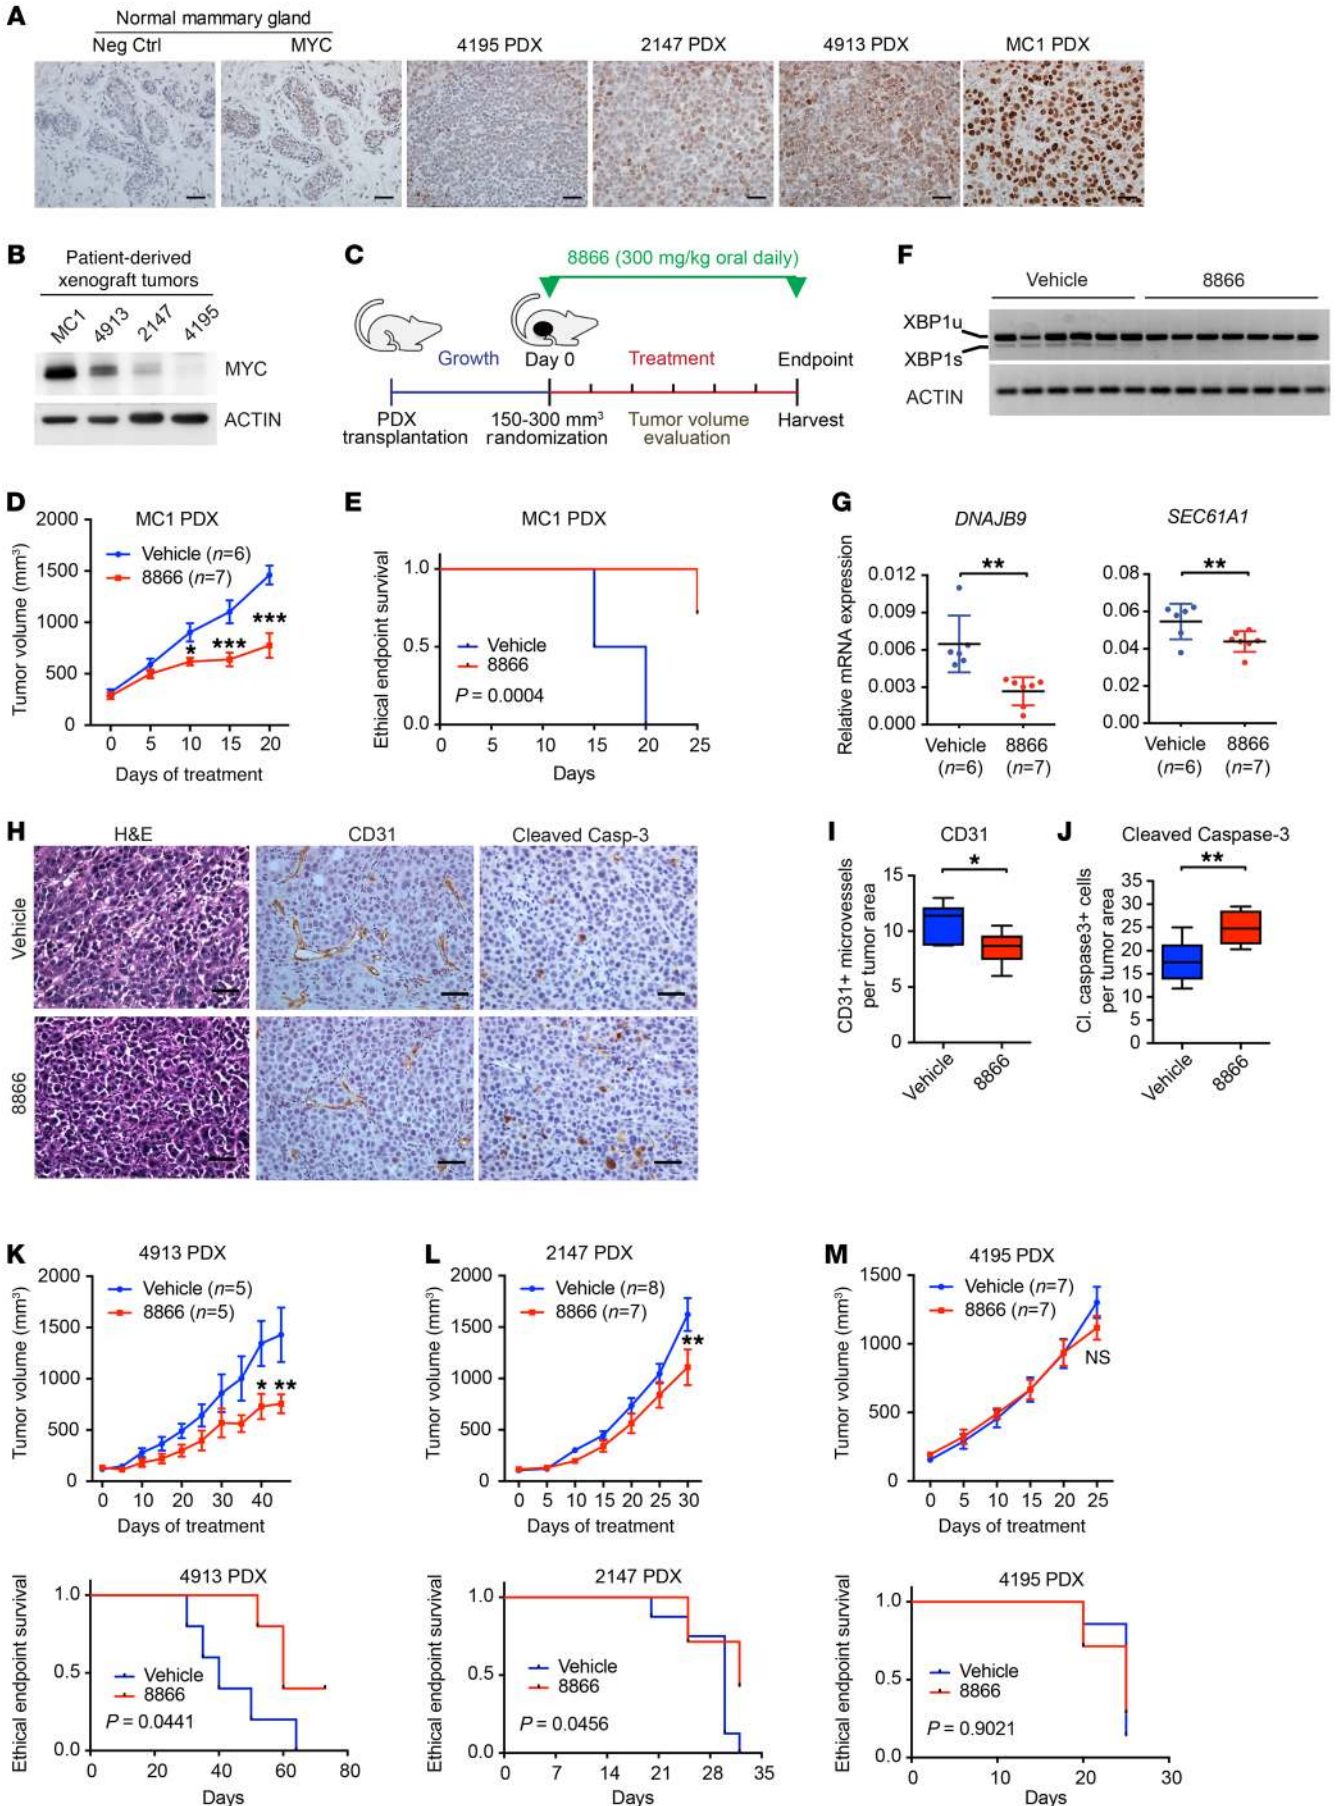 A
Normal mammary gland
Neg Ctrl MYC 4195 PDX 2147 PDX 4913 PDX MC1 PDX
B
Patient-derived
xenograft tumors
MC1 4913 2147 4195
MYC
ACTIN
C
8866 (300 mg/kg oral daily)
Growth Day 0 Treatment Endpoint
PDX
transplantation
150-300 mm³
randomization
Tumor volume
evaluation
Harvest
F
Vehicle 8866
XBP1u
XBP1s
ACTIN
D
MC1 PDX
Tumor volume (mm³)
2000
1500
1000
500
0
Vehicle (n=6)
8866 (n=7)
* *** ***
0 5 10 15 20
Days of treatment
E
MC1 PDX
Ethical endpoint survival
1.0
0.5
0.0
Vehicle
8866
P = 0.0004
0 5 10 15 20 25
Days
G
DNAJB9
Relative mRNA expression
0.012
0.009
0.006
0.003
0.000
**
Vehicle 8866
(n=6) (n=7)
SEC61A1
0.08
0.06
0.04
0.02
0.00
**
Vehicle 8866
(n=6) (n=7)
H
H&E CD31 Cleaved Casp-3
Vehicle
8866
I
CD31
CD31+ microvessels
per tumor area
15
10
5
0
*
Vehicle 8866
J
Cleaved Caspase-3
Cl. caspase3+ cells
per tumor area
35
30
25
20
15
10
5
0
**
Vehicle 8866
K
4913 PDX
Tumor volume (mm³)
2000
1500
1000
500
0
Vehicle (n=5)
8866 (n=5)
* **
0 10 20 30 40
Days of treatment
4913 PDX
Ethical endpoint survival
1.0
0.5
0.0
Vehicle
8866
P = 0.0441
0 20 40 60 80
Days
L
2147 PDX
Tumor volume (mm³)
2000
1500
1000
500
0
Vehicle (n=8)
8866 (n=7)
**
0 5 10 15 20 25 30
Days of treatment
2147 PDX
Ethical endpoint survival
1.0
0.5
0.0
Vehicle
8866
P = 0.0456
0 7 14 21 28 35
Days
M
4195 PDX
Tumor volume (mm³)
1500
1000
500
0
Vehicle (n=7)
8866 (n=7)
NS
0 5 10 15 20 25
Days of treatment
4195 PDX
Ethical endpoint survival
1.0
0.5
0.0
Vehicle
8866
P = 0.9021
0 10 20 30
Days